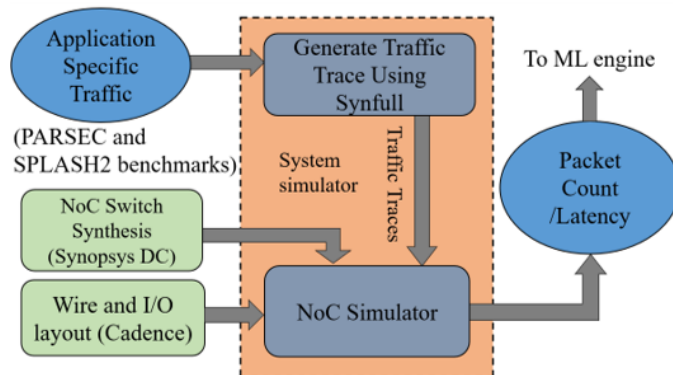 Application
Specific
Traffic
(PARSEC and
SPLASH2 benchmarks)
Generate Traffic
Trace Using
Synfull
System
simulator
Traffic Traces
To ML engine
Packet
Count
/Latency
NoC Switch
Synthesis
(Synopsys DC)
Wire and I/O
layout (Cadence)
NoC Simulator